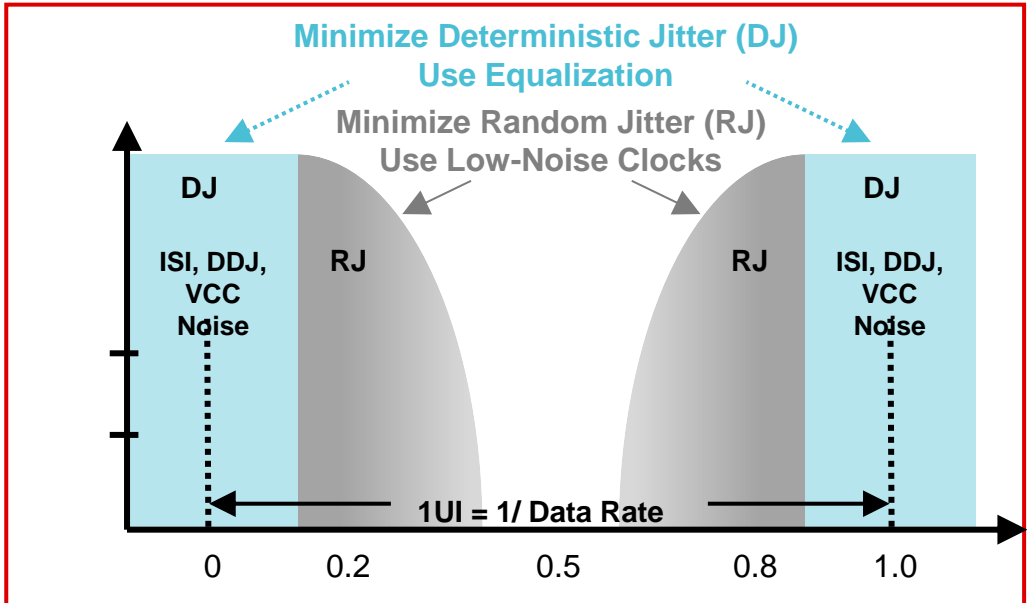 Minimize Deterministic Jitter (DJ)
Use Equalization
Minimize Random Jitter (RJ)
Use Low-Noise Clocks
DJ
ISI, DDJ,
VCC
Noise
RJ
RJ
DJ
ISI, DDJ,
VCC
Noise
1UI = 1/ Data Rate
0 0.2 0.5 0.8 1.0